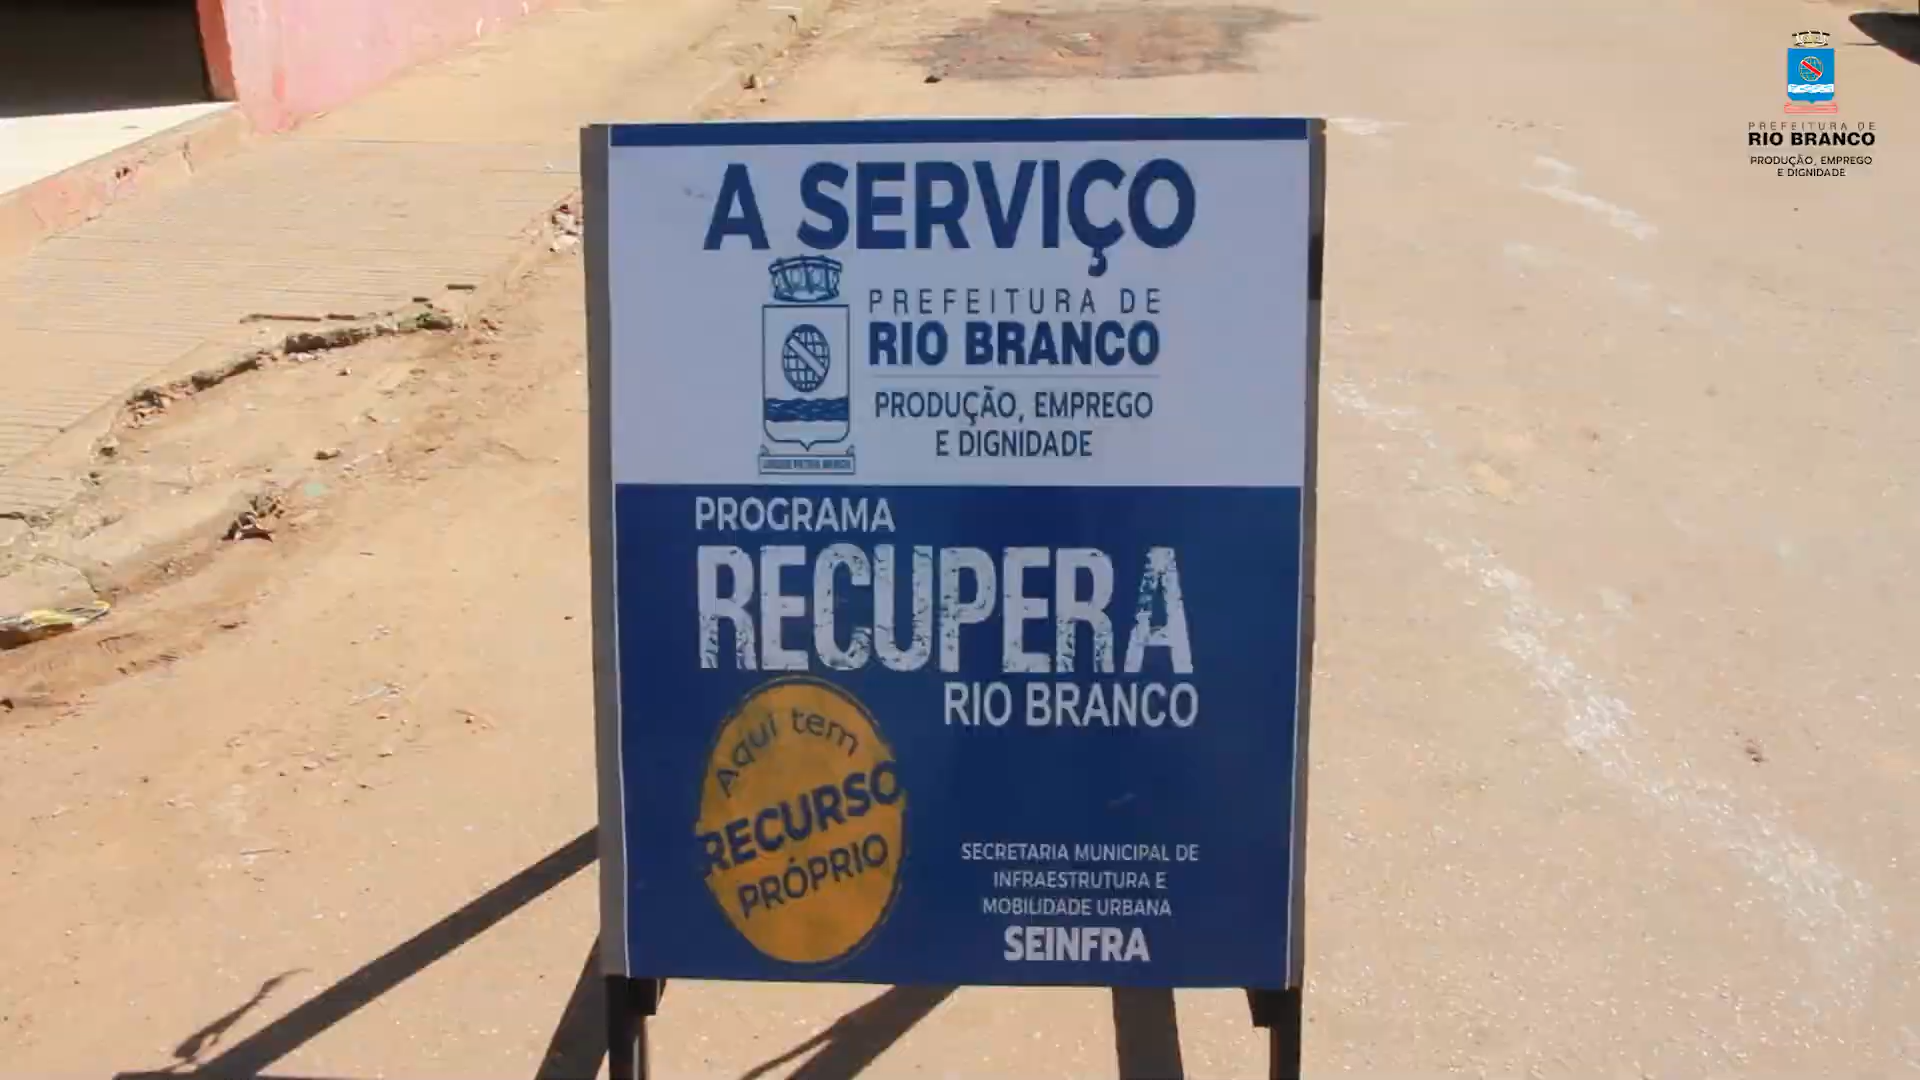 A SERVIÇO
PREFEITURA DE
RIO BRANCO
PRODUÇÃO, EMPREGO
E DIGNIDADE
PROGRAMA
RECUPERA
RIO BRANCO
Aqui tem
RECURSO
PRÓPRIO
SECRETARIA MUNICIPAL DE
INFRAESTRUTURA E
MOBILIDADE URBANA
SEINFRA
PREFEITURA DE
RIO BRANCO
PRODUÇÃO, EMPREGO
E DIGNIDADE